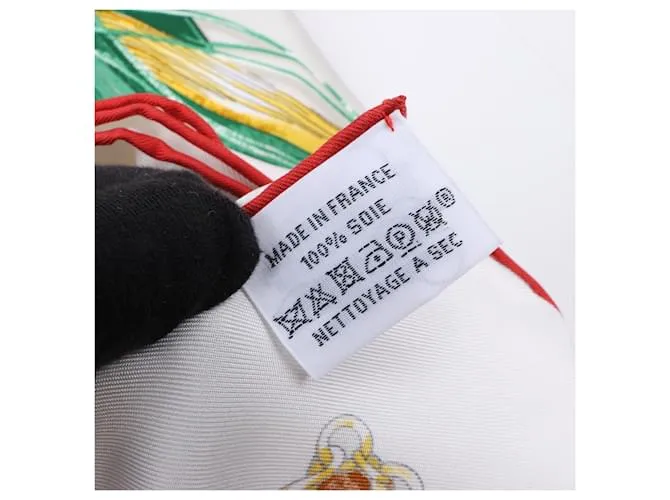 MADE IN FRANCE
100% SOIE
Ⓟ Ⓦ ®
NETTOYAGE A SEC